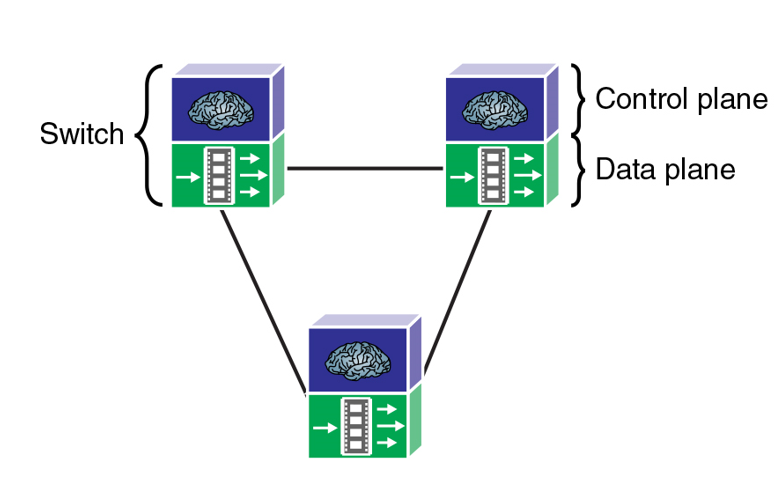 Switch
Control plane
Data plane